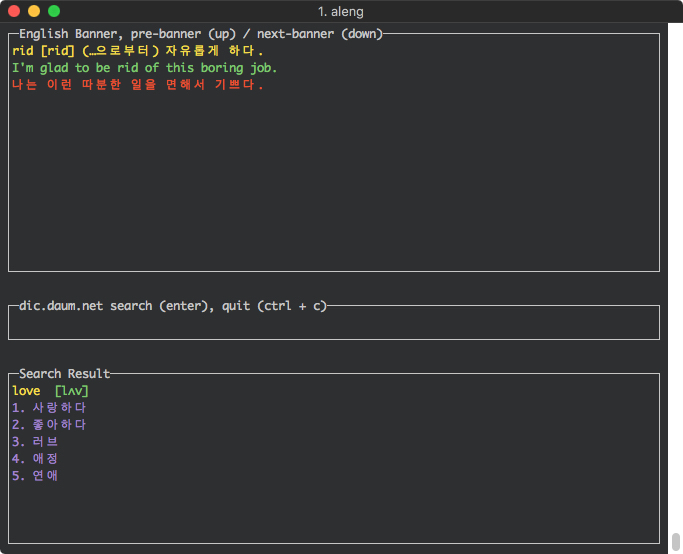 1. aleng
English Banner, pre-banner (up) / next-banner (down)
rid [rid] (…으로부터) 자유롭게 하다.
I'm glad to be rid of this boring job.
나는 이런 따분한 일을 면해서 기쁘다.
dic.daum.net search (enter), quit (ctrl + c)
Search Result
love [lʌv]
1. 사랑하다
2. 좋아하다
3. 러브
4. 애정
5. 연애